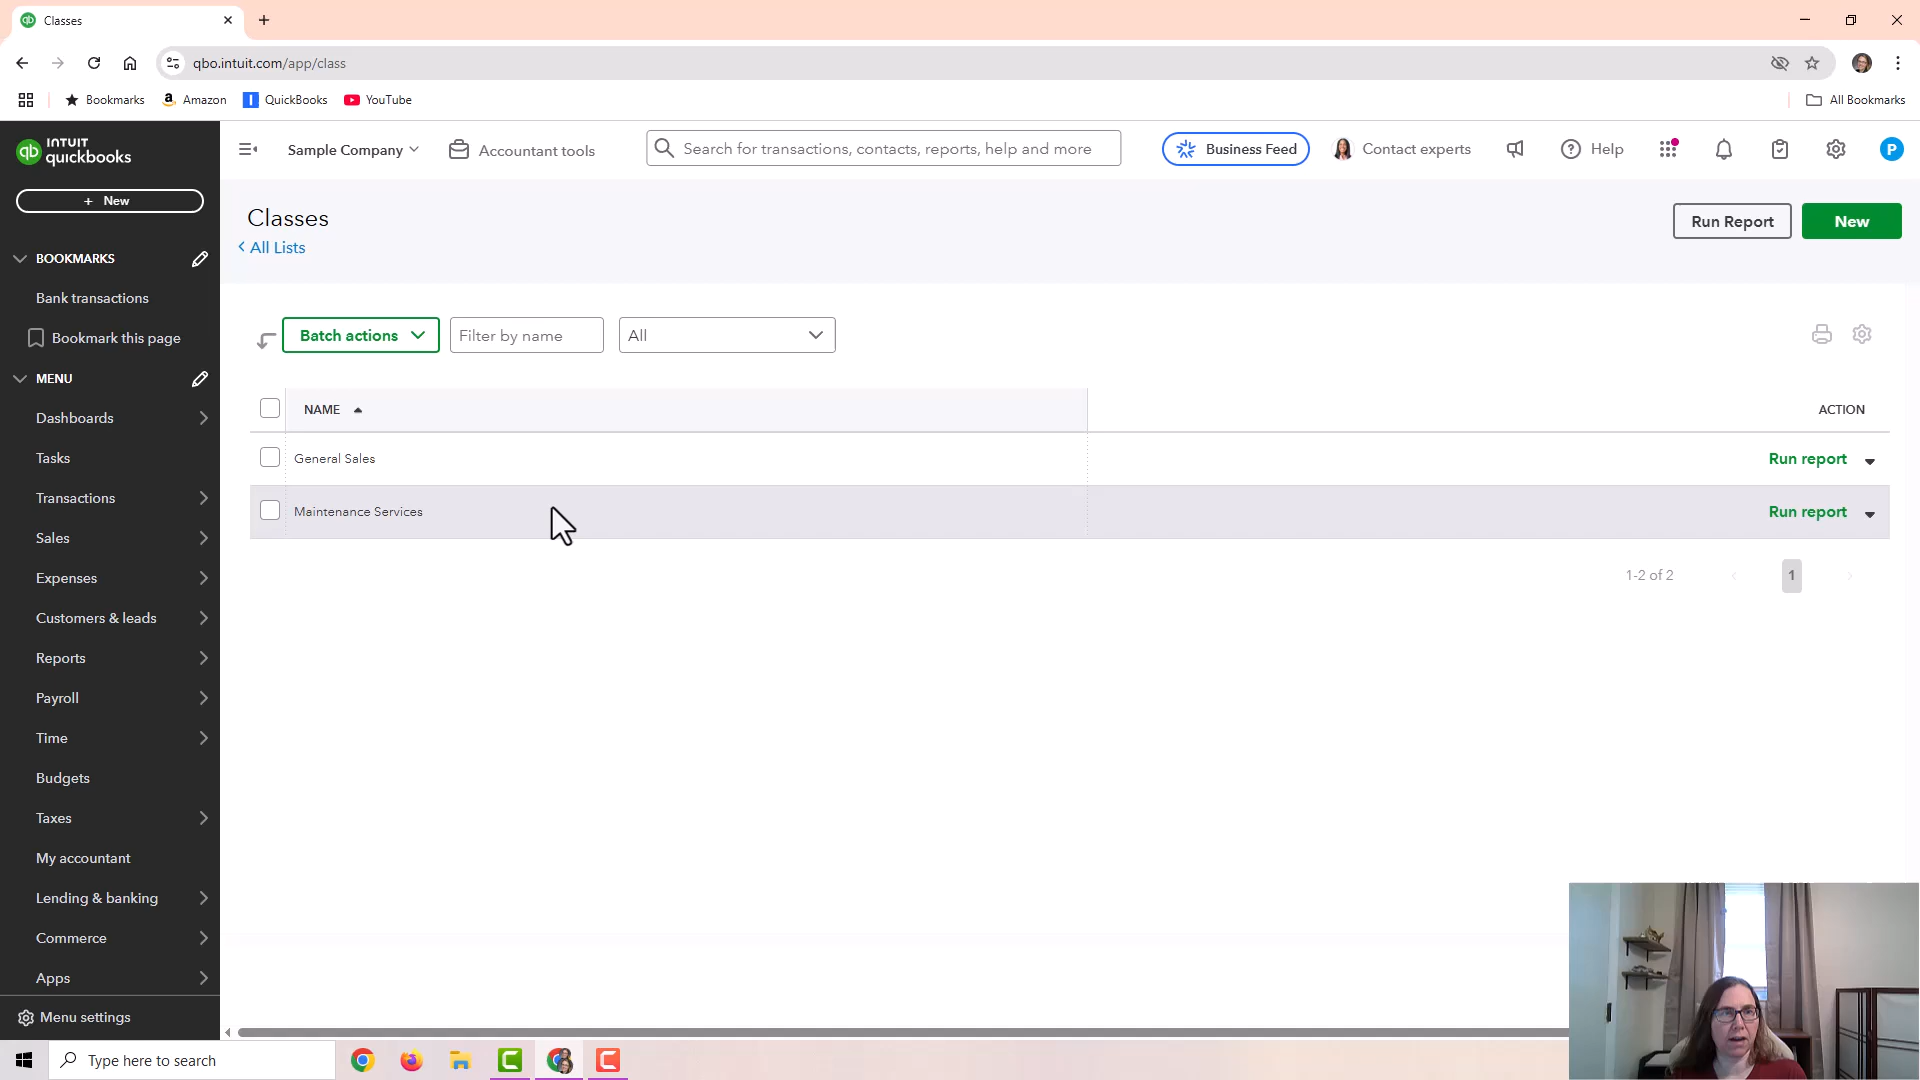 Classes
qbo.intuit.com/app/class
Bookmarks
Amazon
QuickBooks
YouTube
All Bookmarks
INTUIT
quickbooks
Sample Company
Accountant tools
Search for transactions, contacts, reports, help and more
Business Feed
Contact experts
Help
P
+ New
Classes
All Lists
Run Report
New
BOOKMARKS
Bank transactions
Bookmark this page
MENU
Dashboards
Tasks
Transactions
Sales
Expenses
Customers & leads
Reports
Payroll
Time
Budgets
Taxes
My accountant
Lending & banking
Commerce
Apps
Menu settings
Batch actions
Filter by name
All
NAME
ACTION
General Sales
Run report
Maintenance Services
Run report
1-2 of 2
1
Type here to search